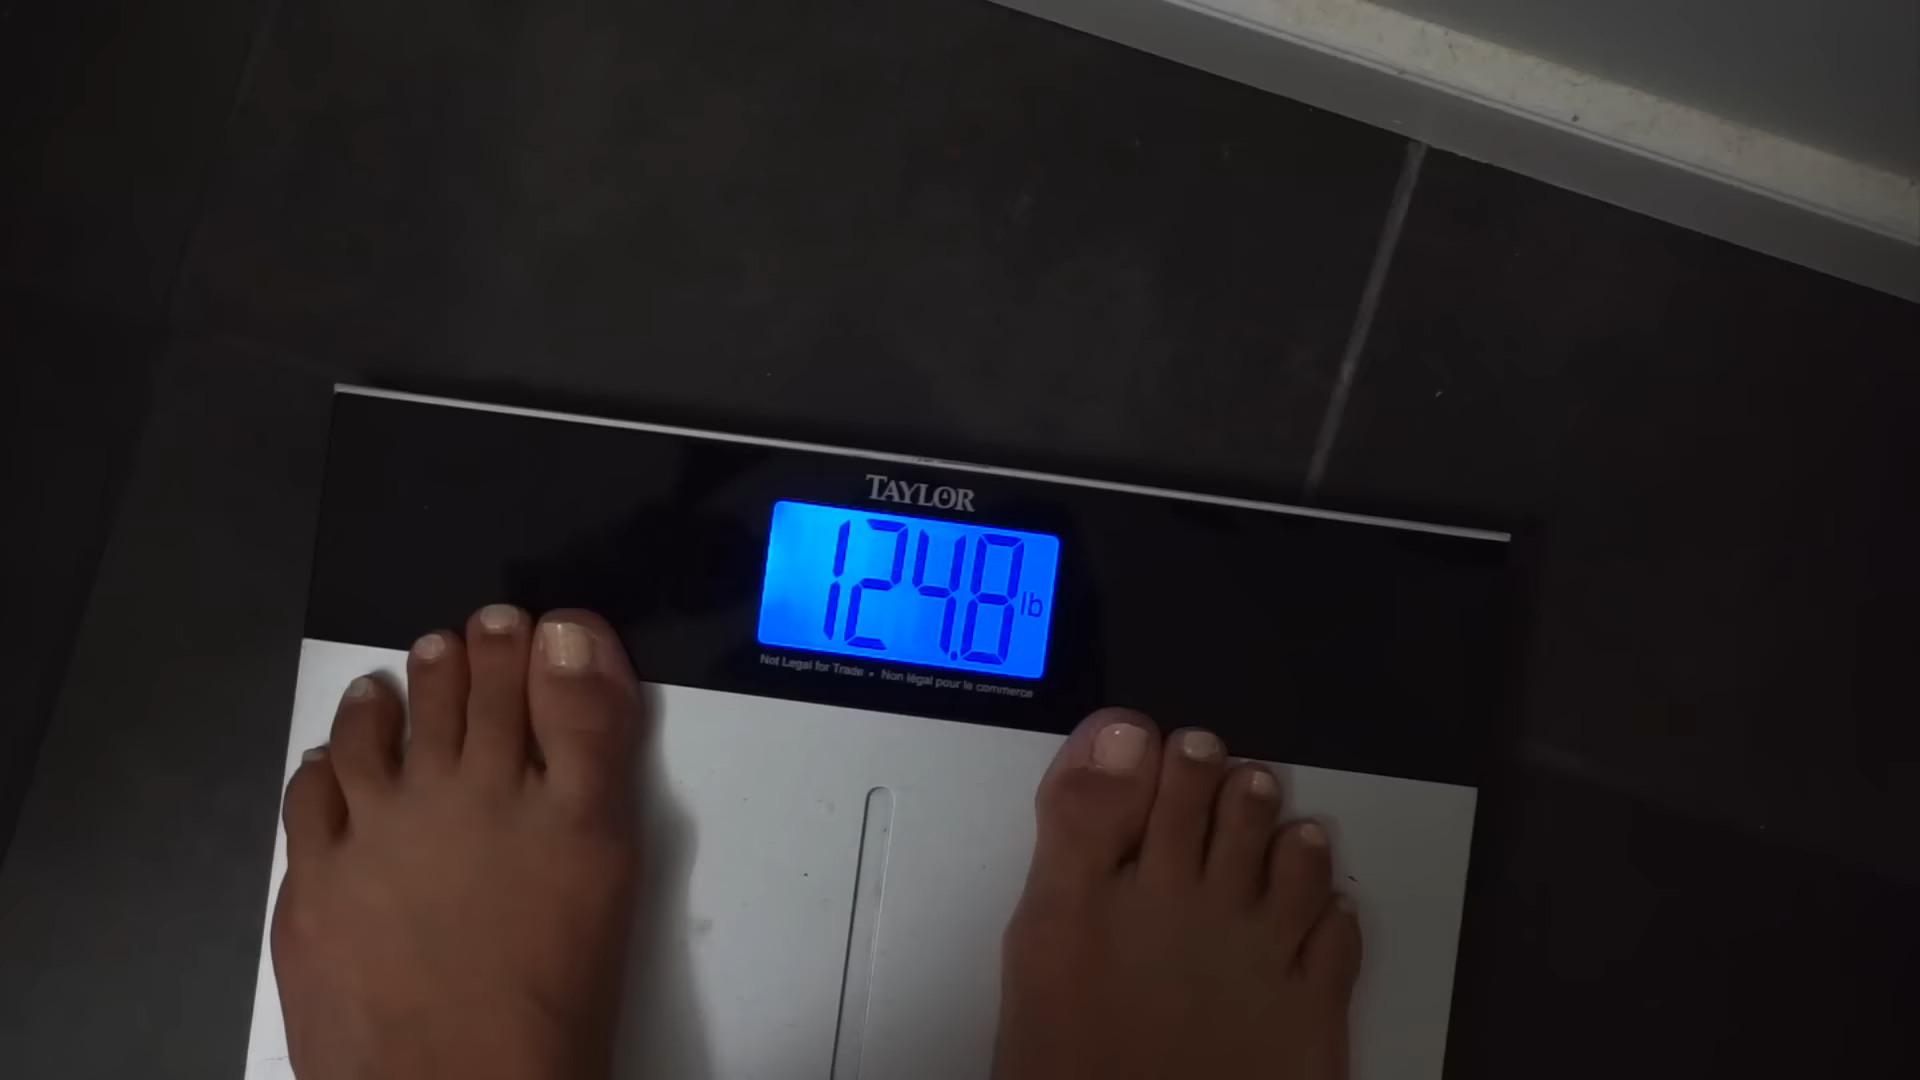 TAYLOR
124.8 lb
Not Legal for Trade • Non légal pour le commerce